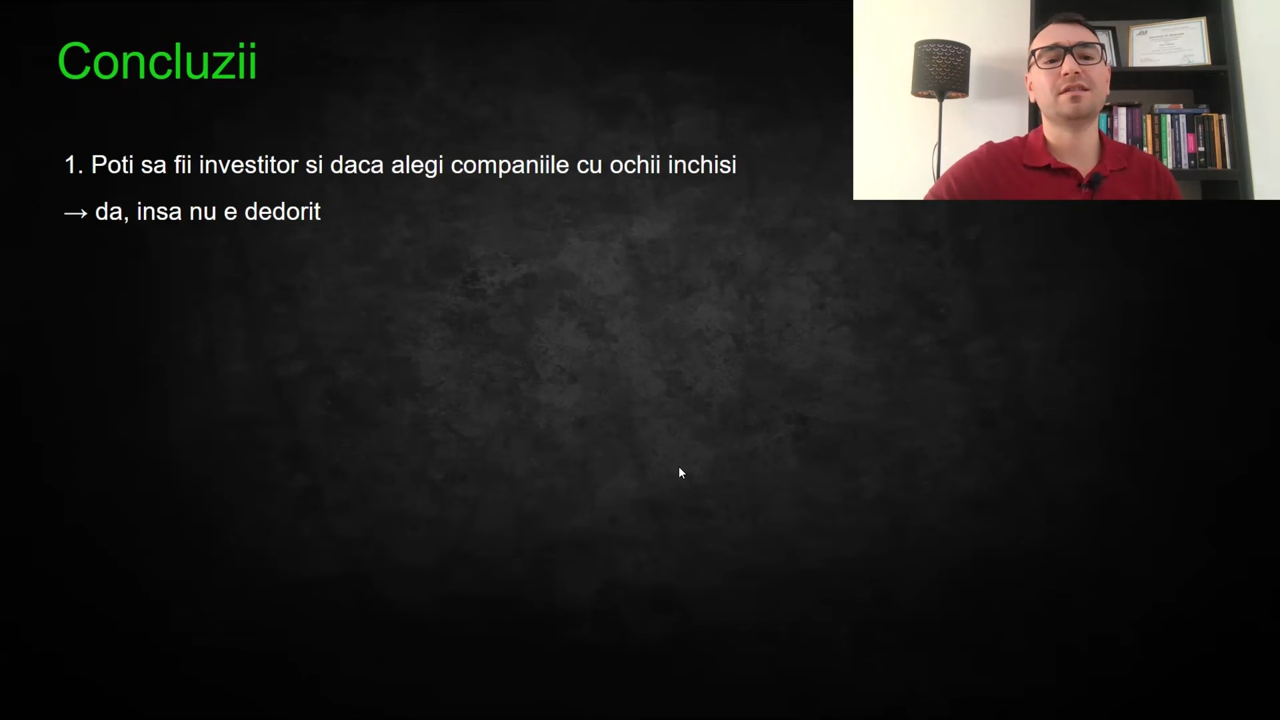 Concluzii
1. Poti sa fii investitor si daca alegi companiile cu ochii inchisi
→ da, insa nu e dedorit